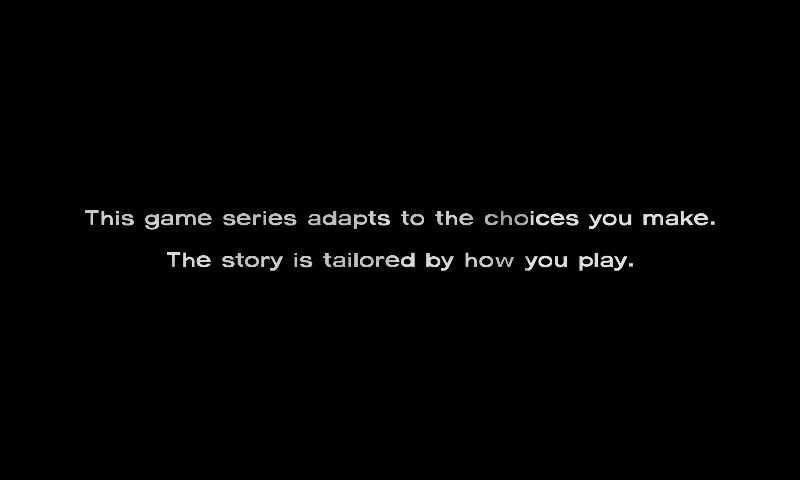 This game series adapts to the choices you make.
The story is tailored by how you play.